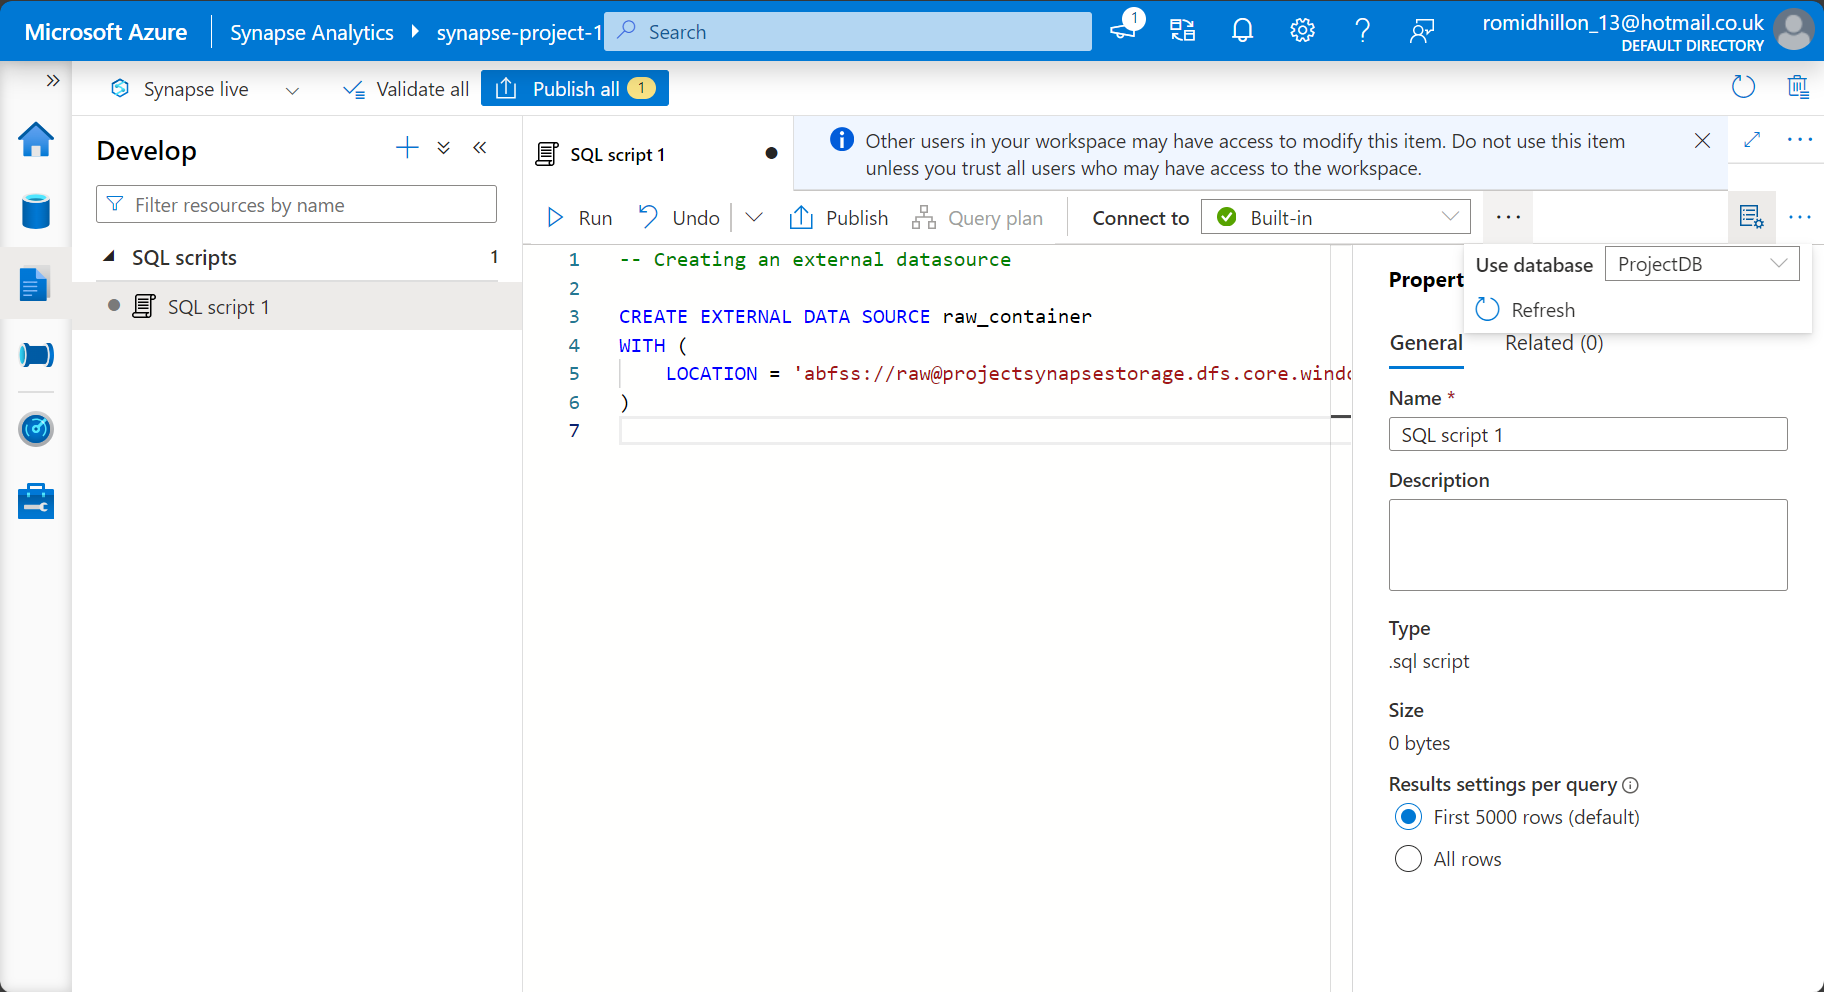 Microsoft Azure
Synapse Analytics
synapse-project-1
Search
1
romidhillon_13@hotmail.co.uk
DEFAULT DIRECTORY
Synapse live
Validate all
Publish all
1
Develop
Filter resources by name
SQL scripts
1
SQL script 1
SQL script 1
Other users in your workspace may have access to modify this item. Do not use this item
unless you trust all users who may have access to the workspace.
Run
Undo
Publish
Query plan
Connect to
Built-in
Use database
ProjectDB
Refresh
1 -- Creating an external datasource
2
3 CREATE EXTERNAL DATA SOURCE raw_container
4 WITH (
5 LOCATION = 'abfss://raw@projectsynapsestorage.dfs.core.windo
6 )
7
Propert
General
Related (0)
Name *
SQL script 1
Description
Type
.sql script
Size
0 bytes
Results settings per query
First 5000 rows (default)
All rows